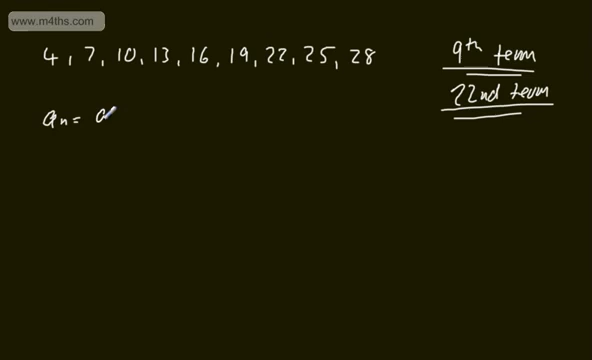 www.m4ths.com
4, 7, 10, 13, 16, 19, 22, 25, 28
9th term
22nd term
an = a